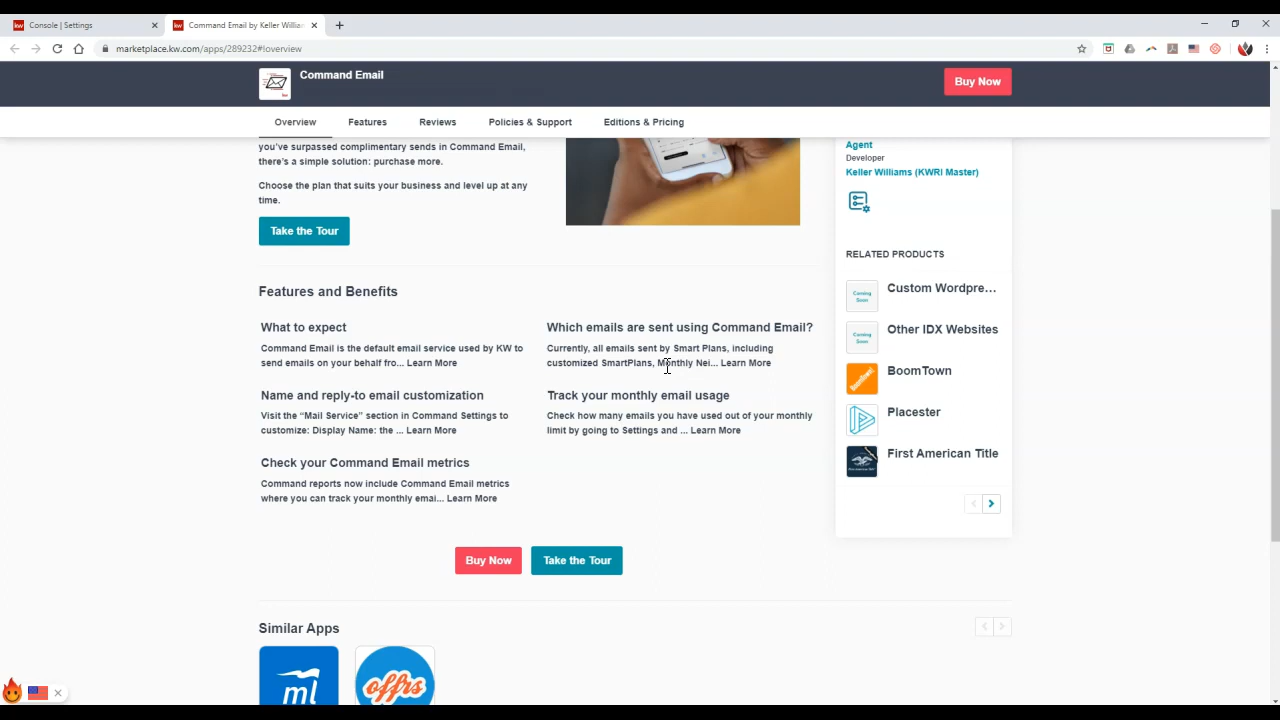 Console | Settings
Command Email by Keller Willia
marketplace.kw.com/apps/289232#!overview
Command Email
Buy Now
Overview
Features
Reviews
Policies & Support
Editions & Pricing
you've surpassed complimentary sends in Command Email,
there's a simple solution: purchase more.
Choose the plan that suits your business and level up at any
time.
Take the Tour
Agent
Developer
Keller Williams (KWRI Master)
RELATED PRODUCTS
Coming
Soon
Custom Wordpre...
Coming
Soon
Other IDX Websites
BoomTown
Placester
First American Title
Features and Benefits
What to expect
Command Email is the default email service used by KW to
send emails on your behalf fro... Learn More
Which emails are sent using Command Email?
Currently, all emails sent by Smart Plans, including
customized SmartPlans, Monthly Nei... Learn More
Name and reply-to email customization
Visit the “Mail Service” section in Command Settings to
customize: Display Name: the ... Learn More
Track your monthly email usage
Check how many emails you have used out of your monthly
limit by going to Settings and ... Learn More
Check your Command Email metrics
Command reports now include Command Email metrics
where you can track your monthly emai... Learn More
Buy Now
Take the Tour
Similar Apps
ml
offrs